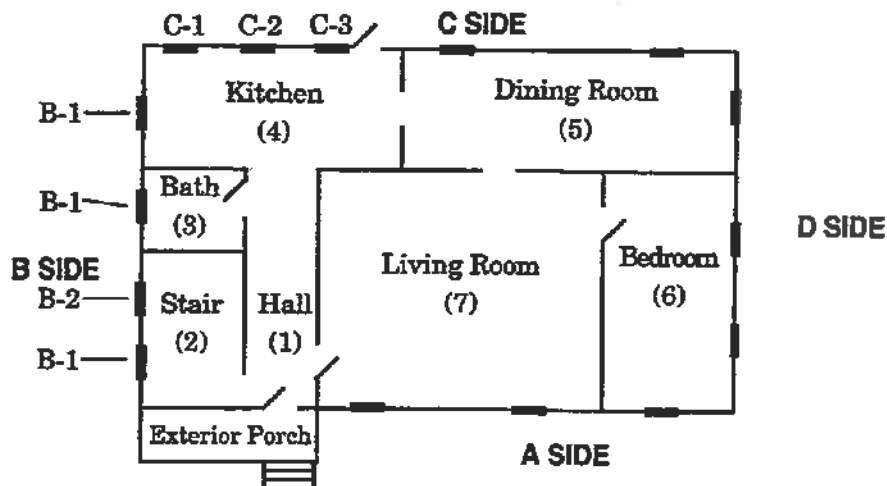 C-1 C-2 C-3 C SIDE
Kitchen
(4)
Dining Room
(5)
B-1
B-1
Bath
(3)
D SIDE
B SIDE
B-2
B-1
Stair
(2)
Hall
(1)
Living Room
(7)
Bedroom
(6)
Exterior Porch
A SIDE